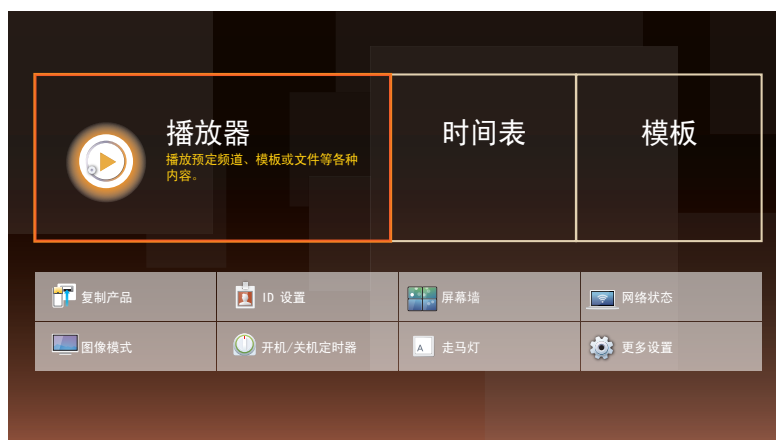 播放器
播放预定频道、模板或文件等各种
内容。
时间表
模板
复制产品
ID 设置
屏幕墙
网络状态
图像模式
开机/关机定时器
A
走马灯
更多设置